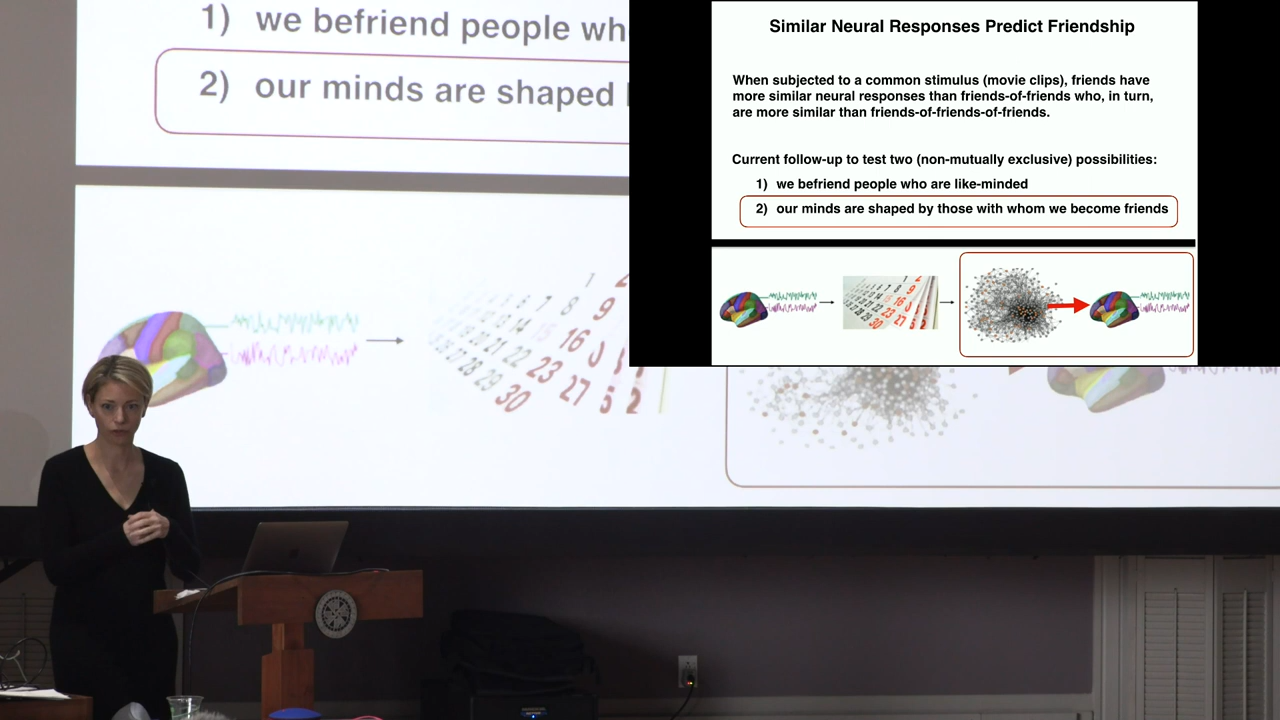 1) we befriend people wh
2) our minds are shaped
Similar Neural Responses Predict Friendship
When subjected to a common stimulus (movie clips), friends have
more similar neural responses than friends-of-friends who, in turn,
are more similar than friends-of-friends-of-friends.
Current follow-up to test two (non-mutually exclusive) possibilities:
1) we befriend people who are like-minded
2) our minds are shaped by those with whom we become friends